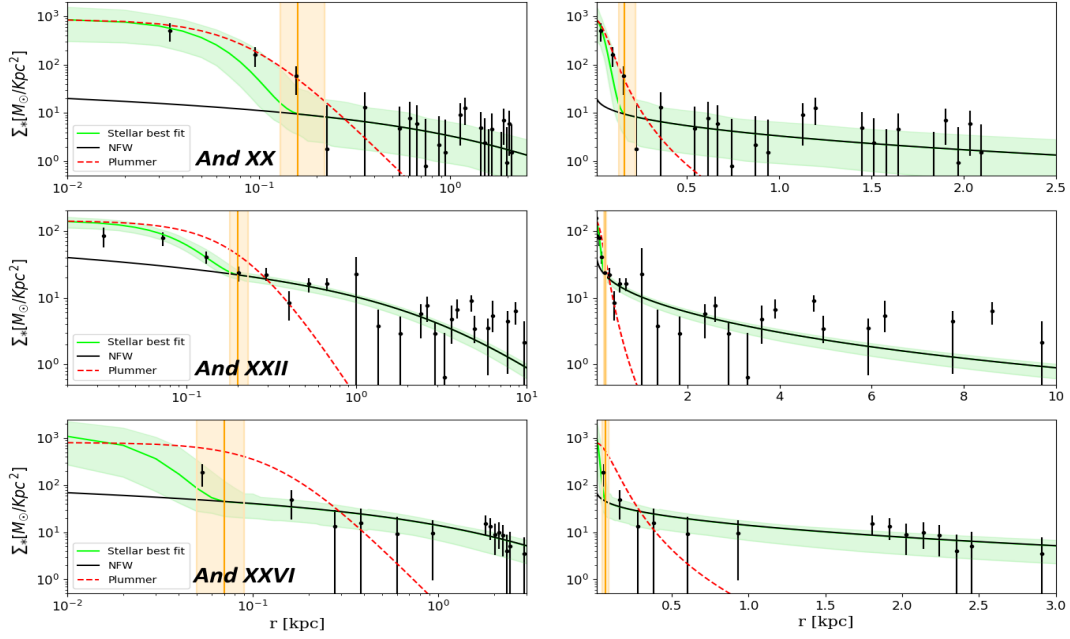 10³
10²
10¹
10⁰
Σ*[M⊙/Kpc²]
Stellar best fit
NFW
Plummer
And XX
10⁻² 10⁻¹ 10⁰
10³
10²
10¹
10⁰
Σ*[M⊙/Kpc²]
0.5 1.0 1.5 2.0 2.5
10²
10¹
10⁰
Σ*[M⊙/Kpc²]
Stellar best fit
NFW
Plummer
And XXII
10⁻¹ 10⁰ 10¹
10²
10¹
10⁰
Σ*[M⊙/Kpc²]
2 4 6 8 10
10³
10²
10¹
10⁰
Σ*[M⊙/Kpc²]
Stellar best fit
NFW
Plummer
And XXVI
10⁻² 10⁻¹ 10⁰
r [kpc]
10³
10²
10¹
10⁰
Σ*[M⊙/Kpc²]
0.5 1.0 1.5 2.0 2.5 3.0
r [kpc]